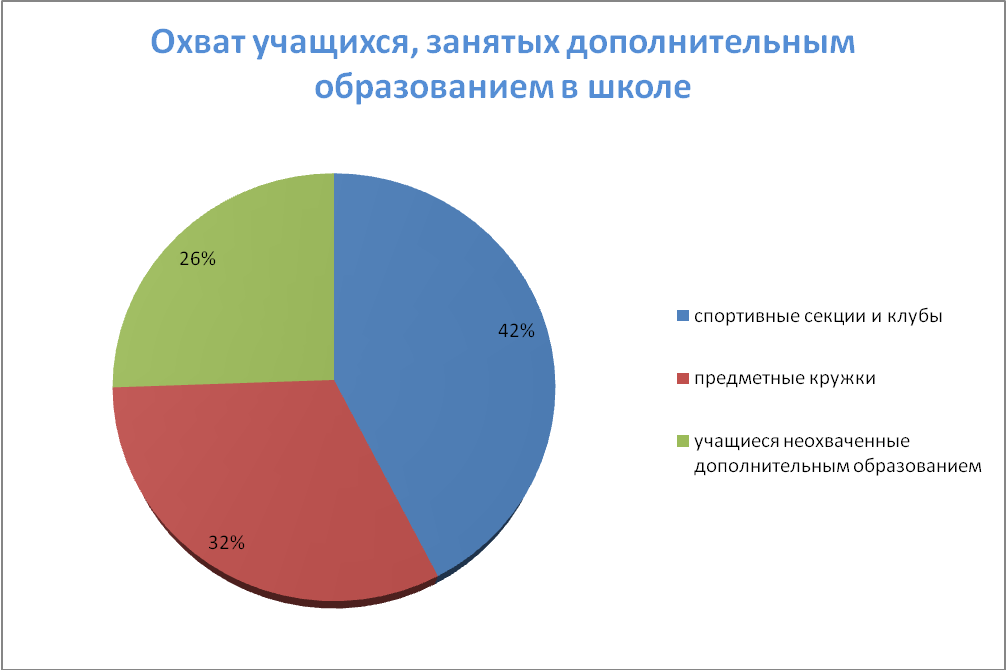 Охват учащихся, занятых дополнительным
образованием в школе
26%
42%
32%
спортивные секции и клубы
предметные кружки
учащиеся неохваченные
дополнительным образованием